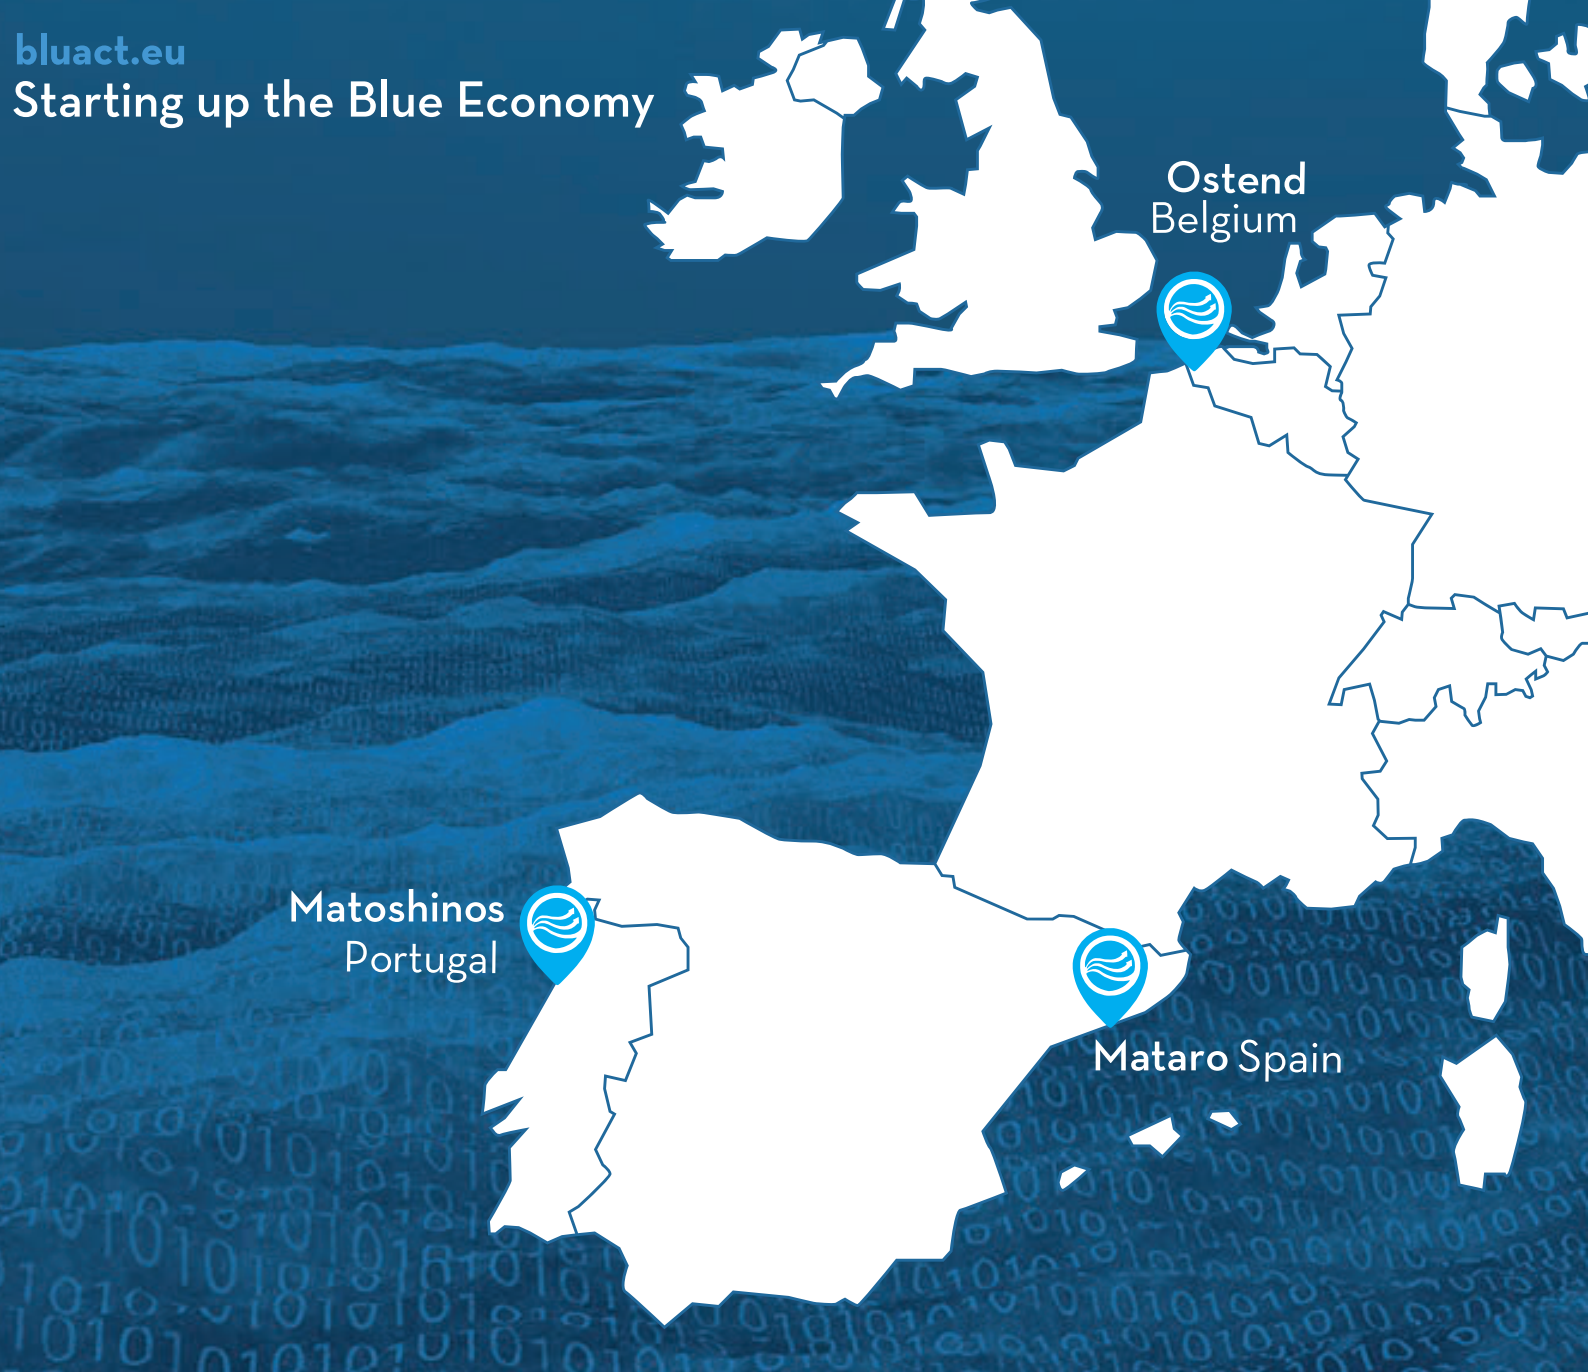 bluact.eu
Starting up the Blue Economy
Ostend
Belgium
Matoshinos
Portugal
Mataro Spain